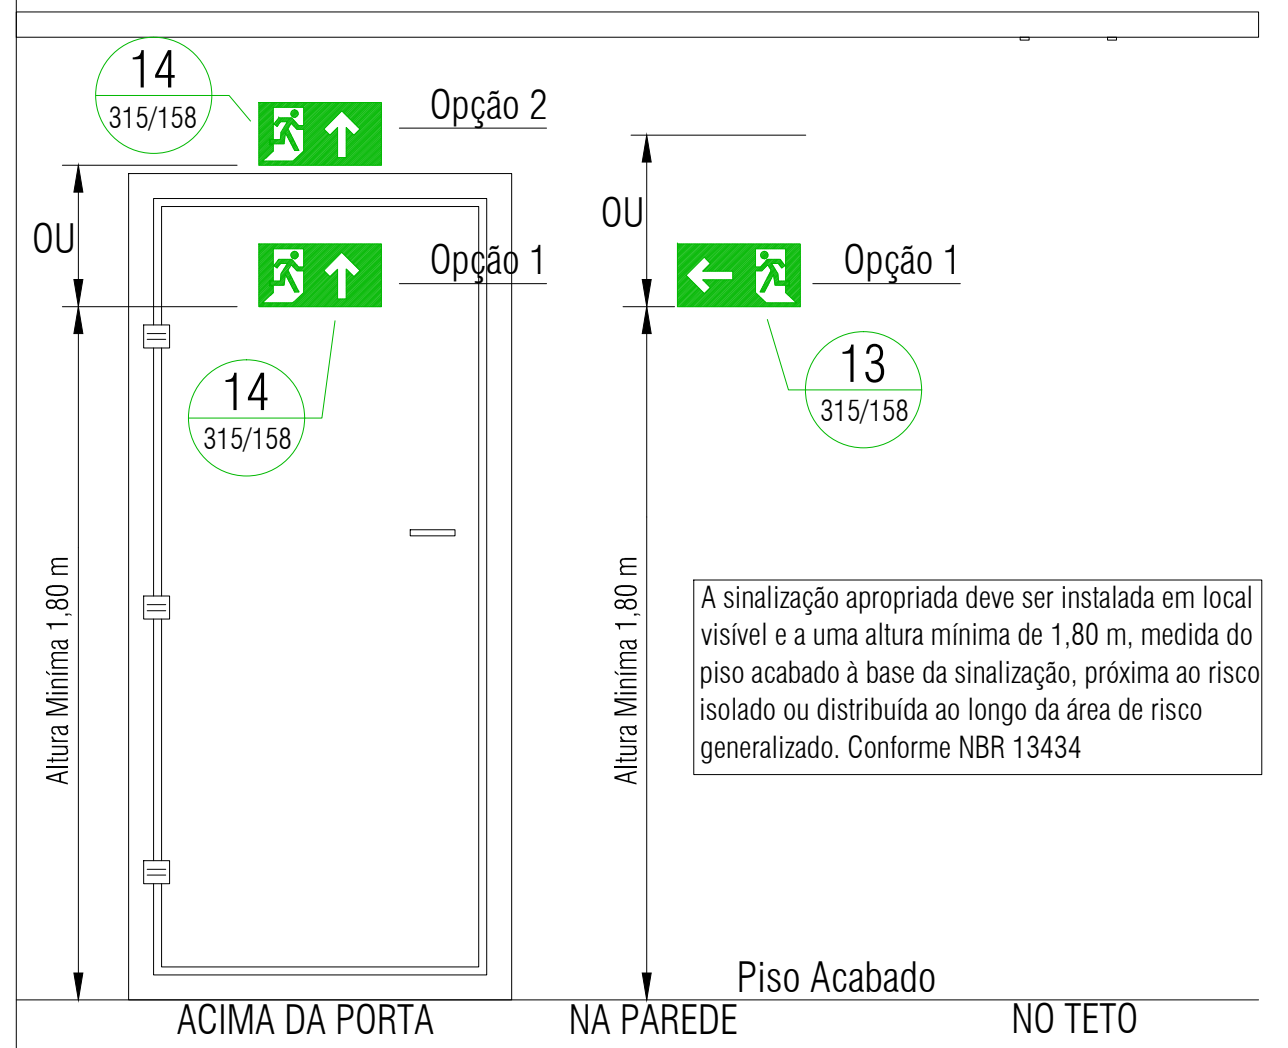 14
315/158
Opção 2
OU
Opção 1
14
315/158
Altura Miníma 1,80 m
ACIMA DA PORTA
OU
Opção 1
13
315/158
Altura Miníma 1,80 m
A sinalização apropriada deve ser instalada em local
visível e a uma altura mínima de 1,80 m, medida do
piso acabado à base da sinalização, próxima ao risco
isolado ou distribuída ao longo da área de risco
generalizado. Conforme NBR 13434
Piso Acabado
NA PAREDE
NO TETO